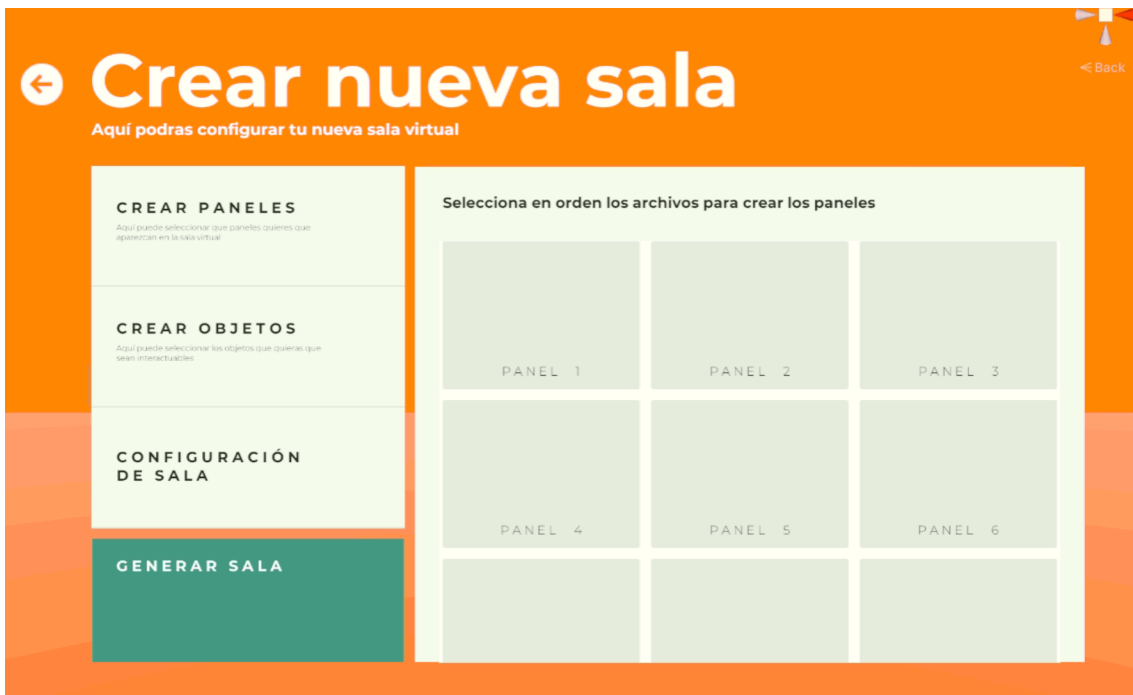 Crear nueva sala
Back
Aquí podras configurar tu nueva sala virtual
CREAR PANELES
Aquí puede seleccionar que paneles quieres que
aparezcan en la sala virtual
CREAR OBJETOS
Aquí puede seleccionar los objetos que quieras que
sean interactuables
CONFIGURACIÓN
DE SALA
GENERAR SALA
Selecciona en orden los archivos para crear los paneles
PANEL 1
PANEL 2
PANEL 3
PANEL 4
PANEL 5
PANEL 6